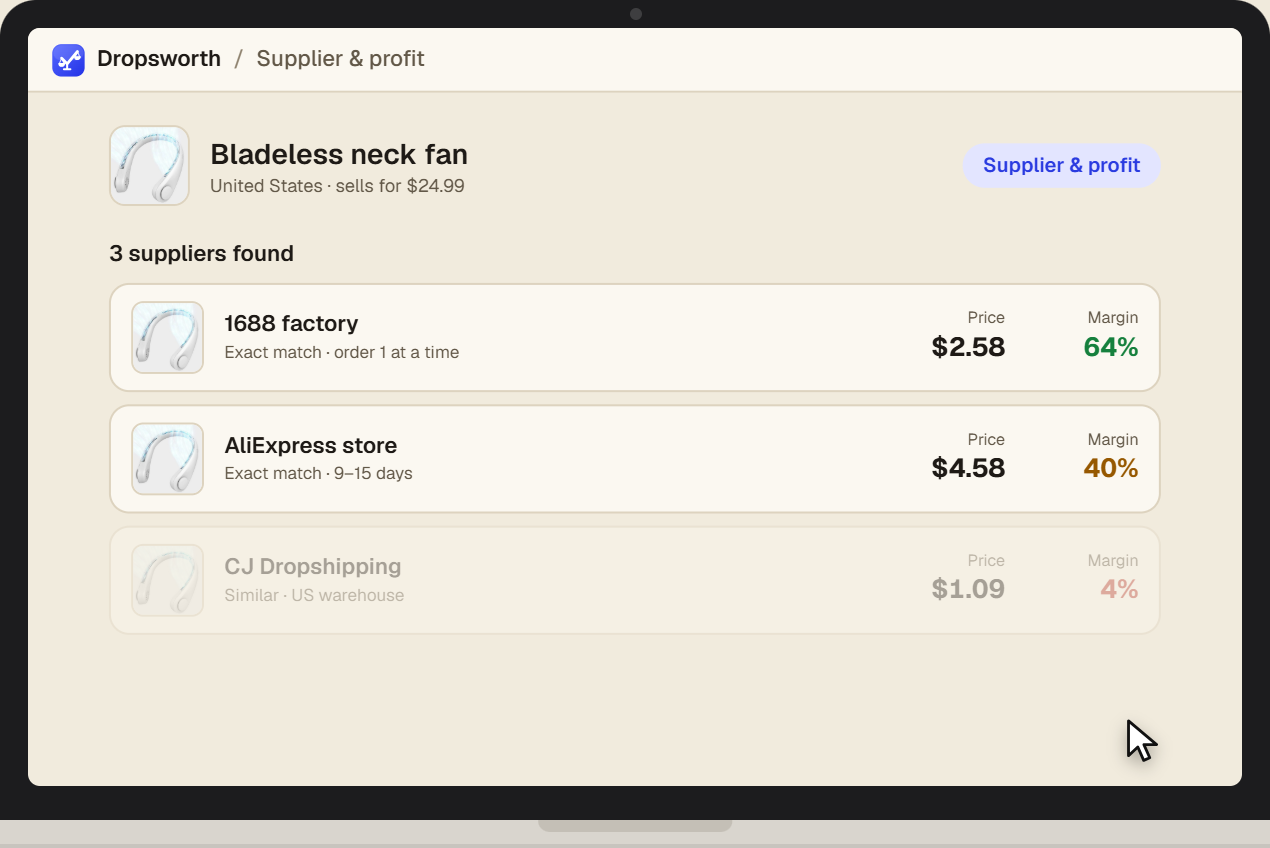 Dropsworth / Supplier & profit
Bladeless neck fan
United States · sells for $24.99
Supplier & profit
3 suppliers found
1688 factory
Exact match · order 1 at a time
Price
$2.58
Margin
64%
AliExpress store
Exact match · 9–15 days
Price
$4.58
Margin
40%
CJ Dropshipping
Similar · US warehouse
Price
$1.09
Margin
4%